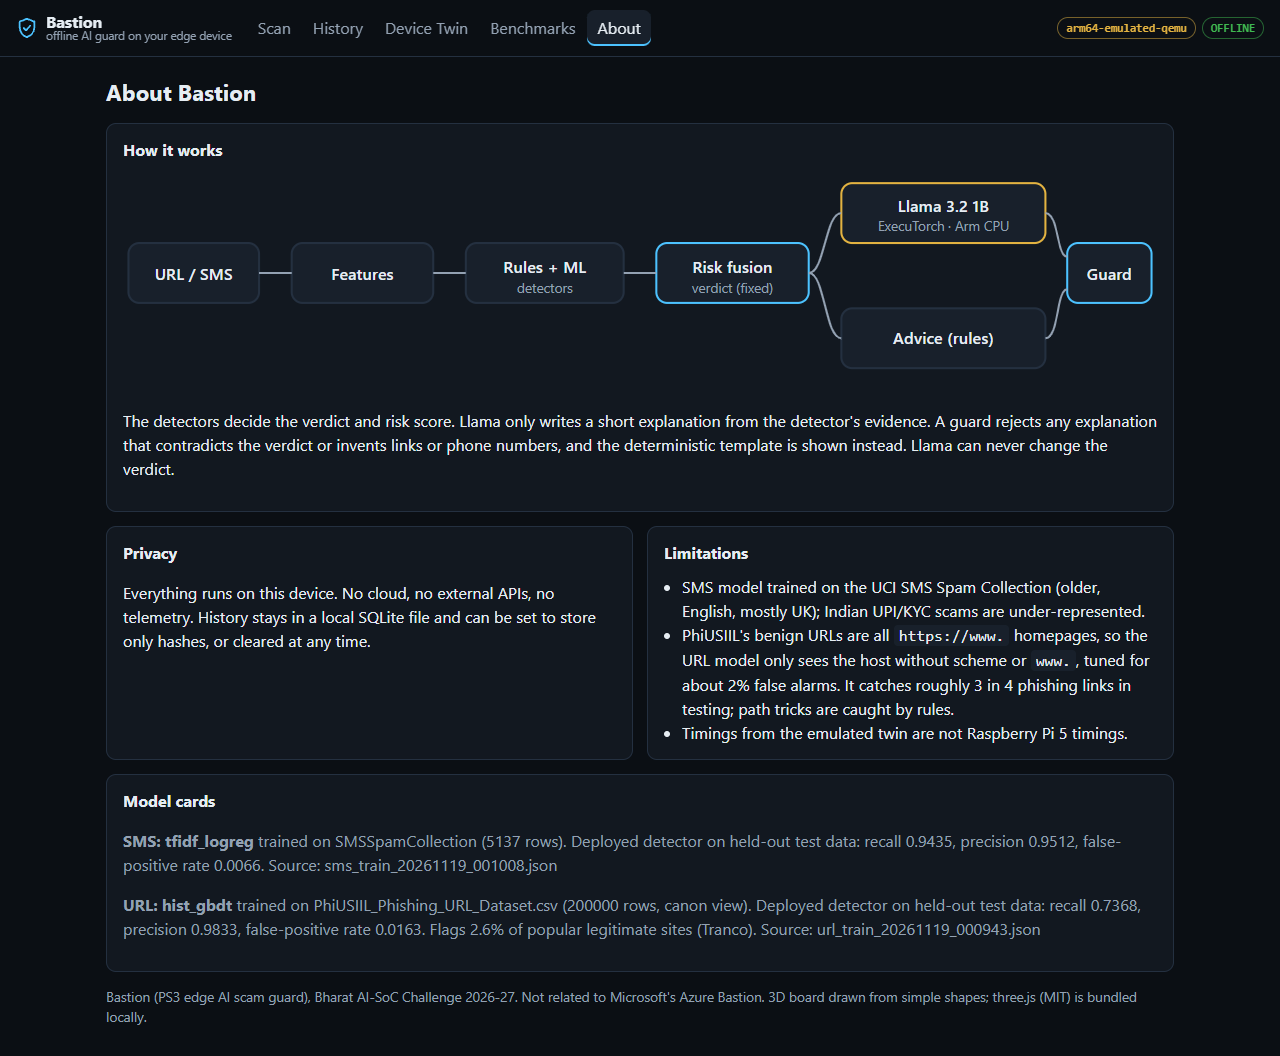 Bastion
offline AI guard on your edge device
Scan
History
Device Twin
Benchmarks
About
arm64-emulated-qemu
OFFLINE
About Bastion
How it works
URL / SMS
Features
Rules + ML
detectors
Risk fusion
verdict (fixed)
Llama 3.2 1B
ExecuTorch · Arm CPU
Advice (rules)
Guard
The detectors decide the verdict and risk score. Llama only writes a short explanation from the detector's evidence. A guard rejects any explanation
that contradicts the verdict or invents links or phone numbers, and the deterministic template is shown instead. Llama can never change the
verdict.
Privacy
Everything runs on this device. No cloud, no external APIs, no
telemetry. History stays in a local SQLite file and can be set to store
only hashes, or cleared at any time.
Limitations
• SMS model trained on the UCI SMS Spam Collection (older,
English, mostly UK); Indian UPI/KYC scams are under-represented.
• PhiUSIIL's benign URLs are all https://www. homepages, so the
URL model only sees the host without scheme or www. , tuned for
about 2% false alarms. It catches roughly 3 in 4 phishing links in
testing; path tricks are caught by rules.
• Timings from the emulated twin are not Raspberry Pi 5 timings.
Model cards
SMS: tfidf_logreg trained on SMSSpamCollection (5137 rows). Deployed detector on held-out test data: recall 0.9435, precision 0.9512, false-
positive rate 0.0066. Source: sms_train_20261119_001008.json
URL: hist_gbdt trained on PhiUSIIL_Phishing_URL_Dataset.csv (200000 rows, canon view). Deployed detector on held-out test data: recall 0.7368,
precision 0.9833, false-positive rate 0.0163. Flags 2.6% of popular legitimate sites (Tranco). Source: url_train_20261119_000943.json
Bastion (PS3 edge AI scam guard), Bharat AI-SoC Challenge 2026-27. Not related to Microsoft's Azure Bastion. 3D board drawn from simple shapes; three.js (MIT) is bundled
locally.